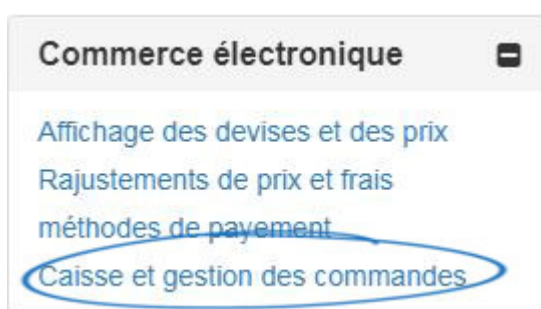 Commerce électronique
Affichage des devises et des prix
Rajustements de prix et frais
méthodes de payement
Caisse et gestion des commandes